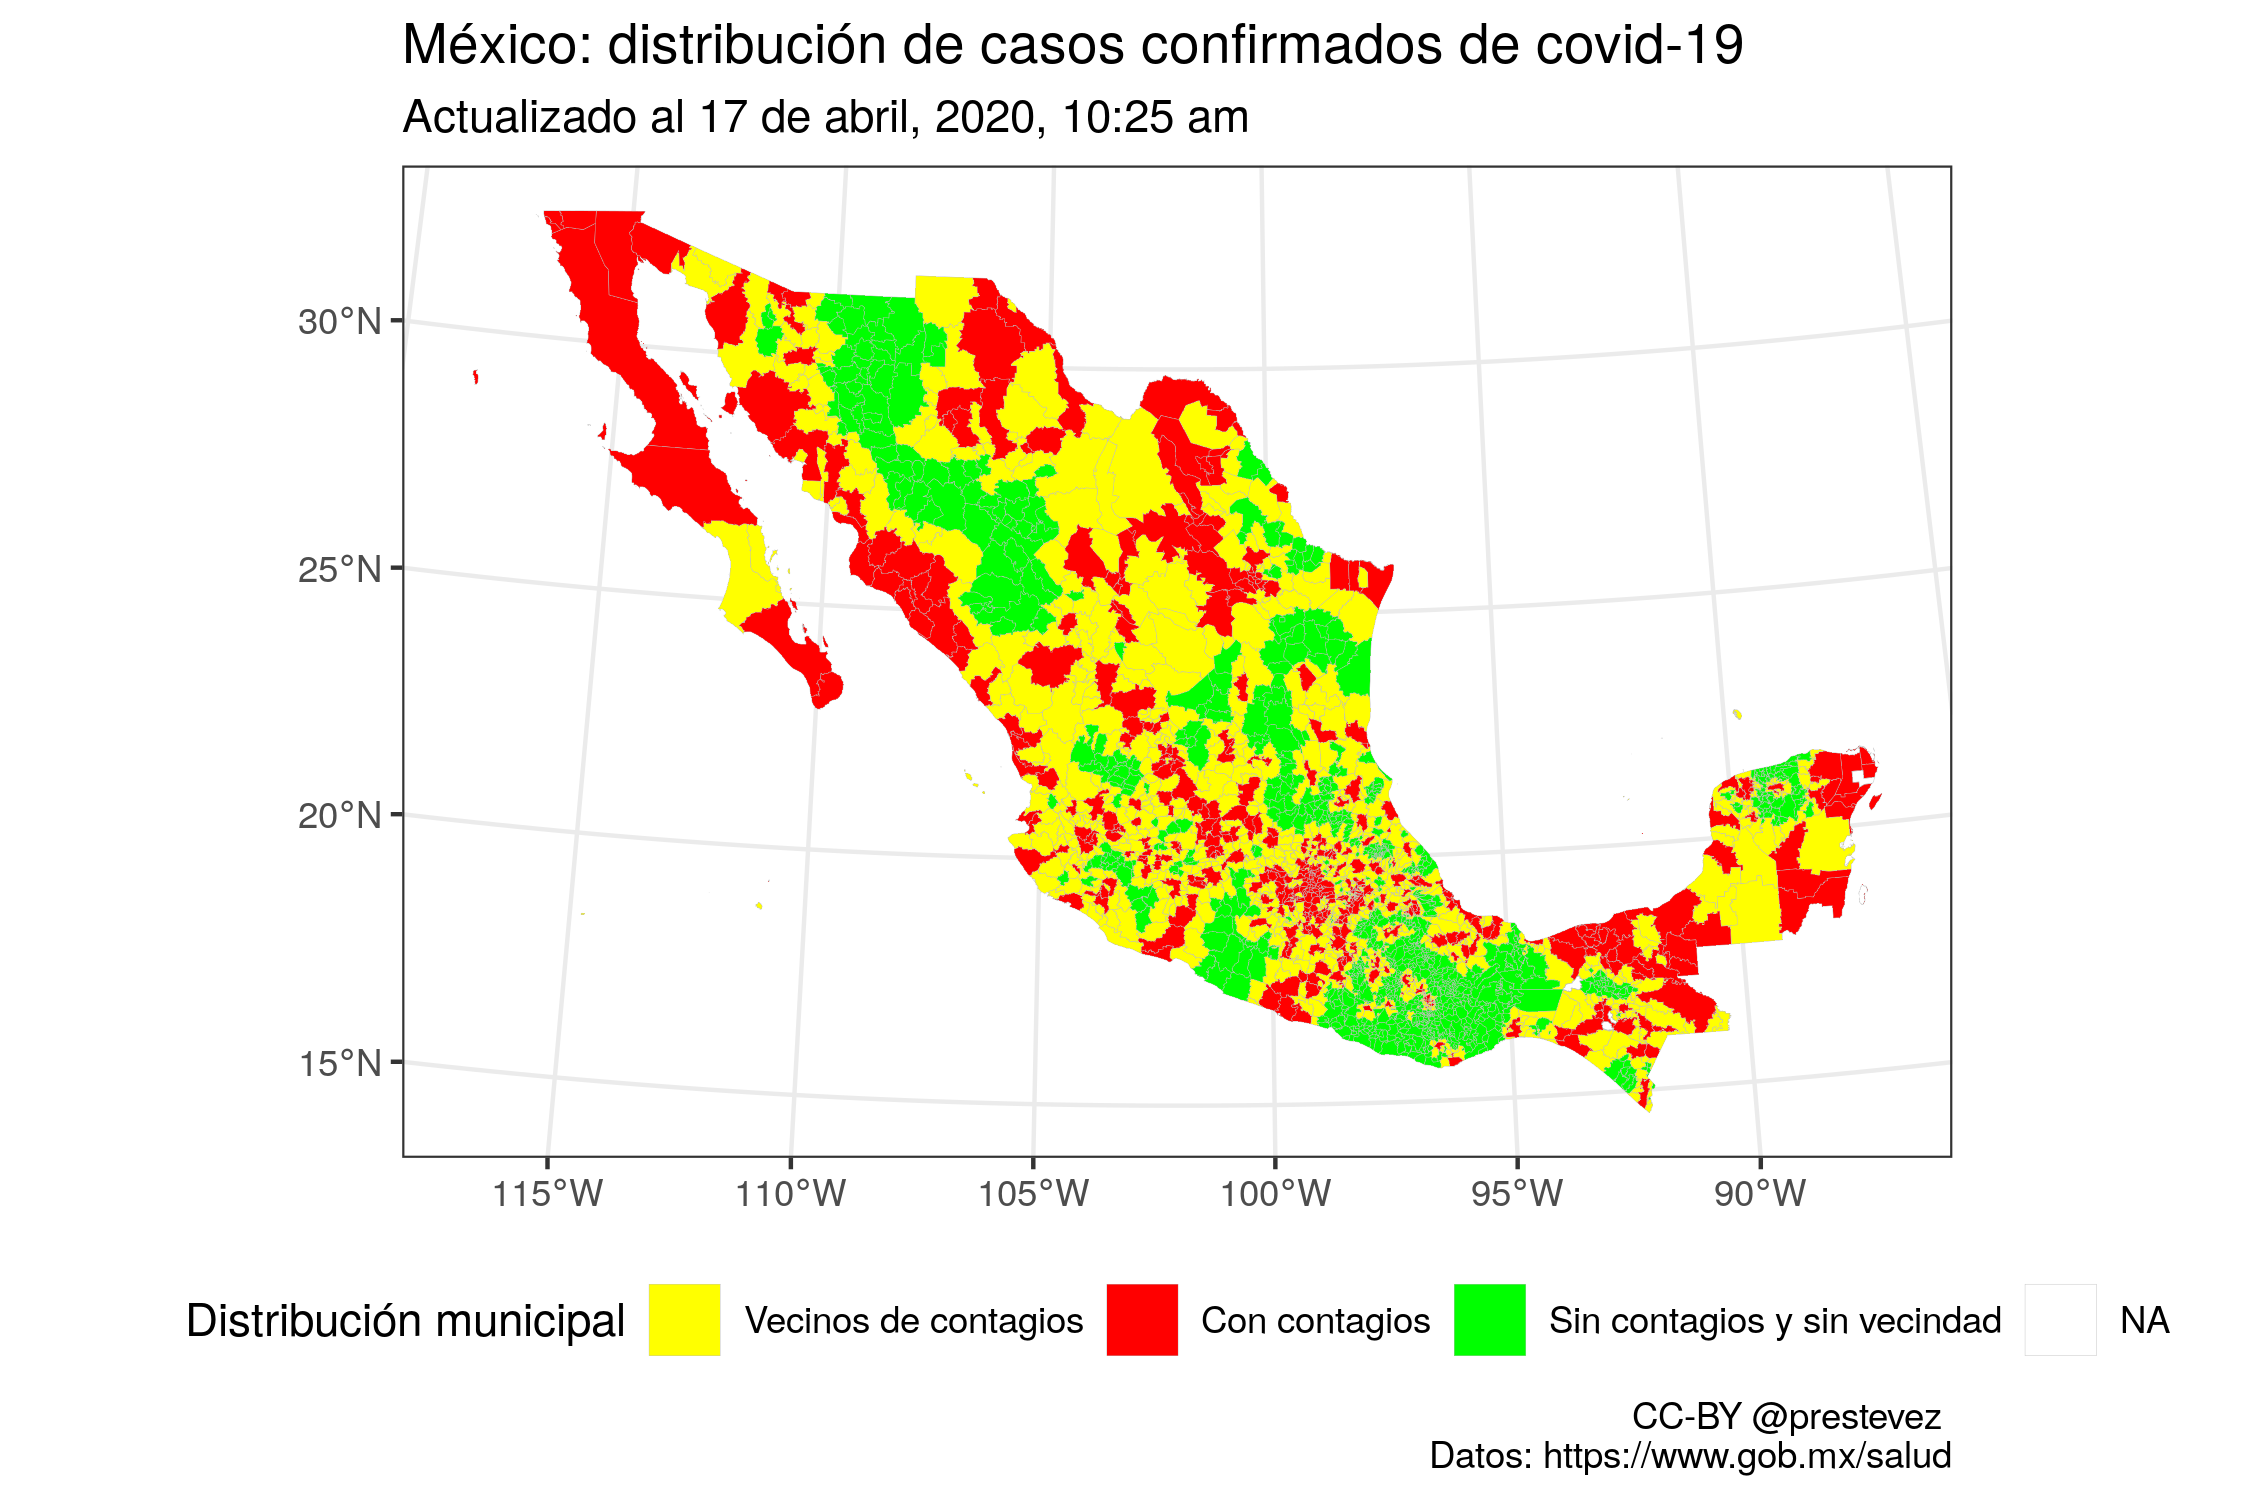 México: distribución de casos confirmados de covid-19
Actualizado al 17 de abril, 2020, 10:25 am
30°N
25°N
20°N
15°N
115°W 110°W 105°W 100°W 95°W 90°W
Distribución municipal Vecinos de contagios Con contagios Sin contagios y sin vecindad NA
CC-BY @prestevez
Datos: https://www.gob.mx/salud